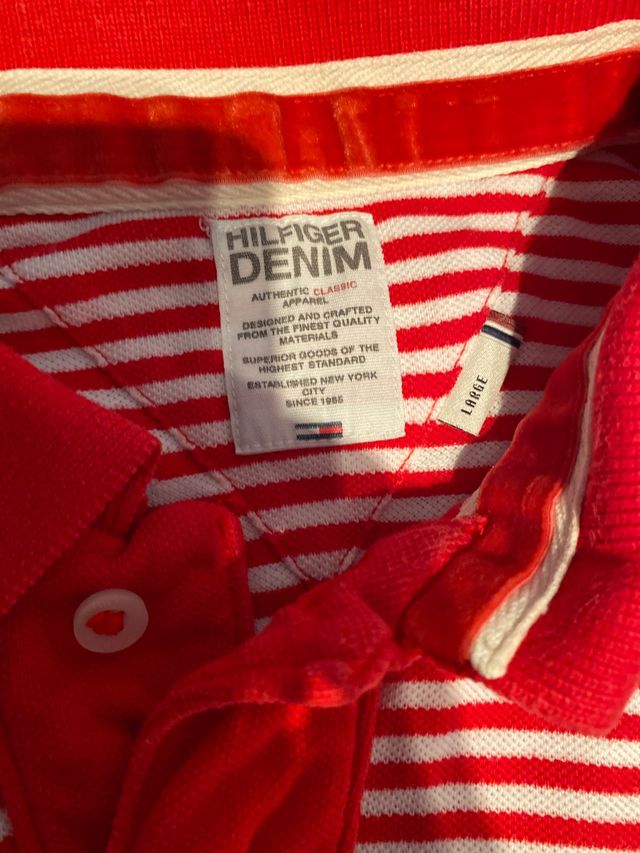 HILFIGER
DENIM
AUTHENTIC CLASSIC
APPAREL
DESIGNED AND CRAFTED
FROM THE FINEST QUALITY
MATERIALS
SUPERIOR GOODS OF THE
HIGHEST STANDARD
ESTABLISHED NEW YORK
CITY
SINCE 1985
LARGE